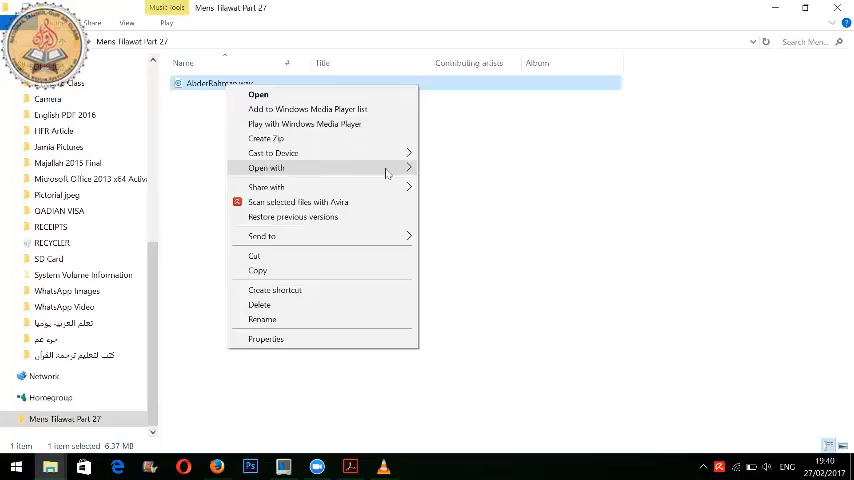 Music Tools
Mens Tilawat Part 27
Share
View
Play
Mens Tilawat Part 27
Search Men...
Name
#
Title
Contributing artists
Album
Class
Camera
English PDF 2016
HFR Article
Jamia Pictures
Majallah 2015 Final
Microsoft Office 2013 x64 Activa
Pictorial jpeg
QADIAN VISA
RECEIPTS
RECYCLER
SD Card
System Volume Information
WhatsApp Images
WhatsApp Video
تعلم العربية يوميا
جزء عم
كتب لتعليم ترجمة القرآن
Network
Homegroup
Mens Tilawat Part 27
AbderRahman.wav
Open
Add to Windows Media Player list
Play with Windows Media Player
Create Zip
Cast to Device
Open with
Share with
Scan selected files with Avira
Restore previous versions
Send to
Cut
Copy
Create shortcut
Delete
Rename
Properties
1 item
1 item selected 6.37 MB
ENG
19:40
27/02/2017